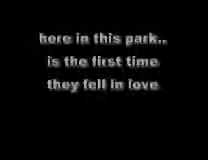 here in this park..
is the first time
they fell in love